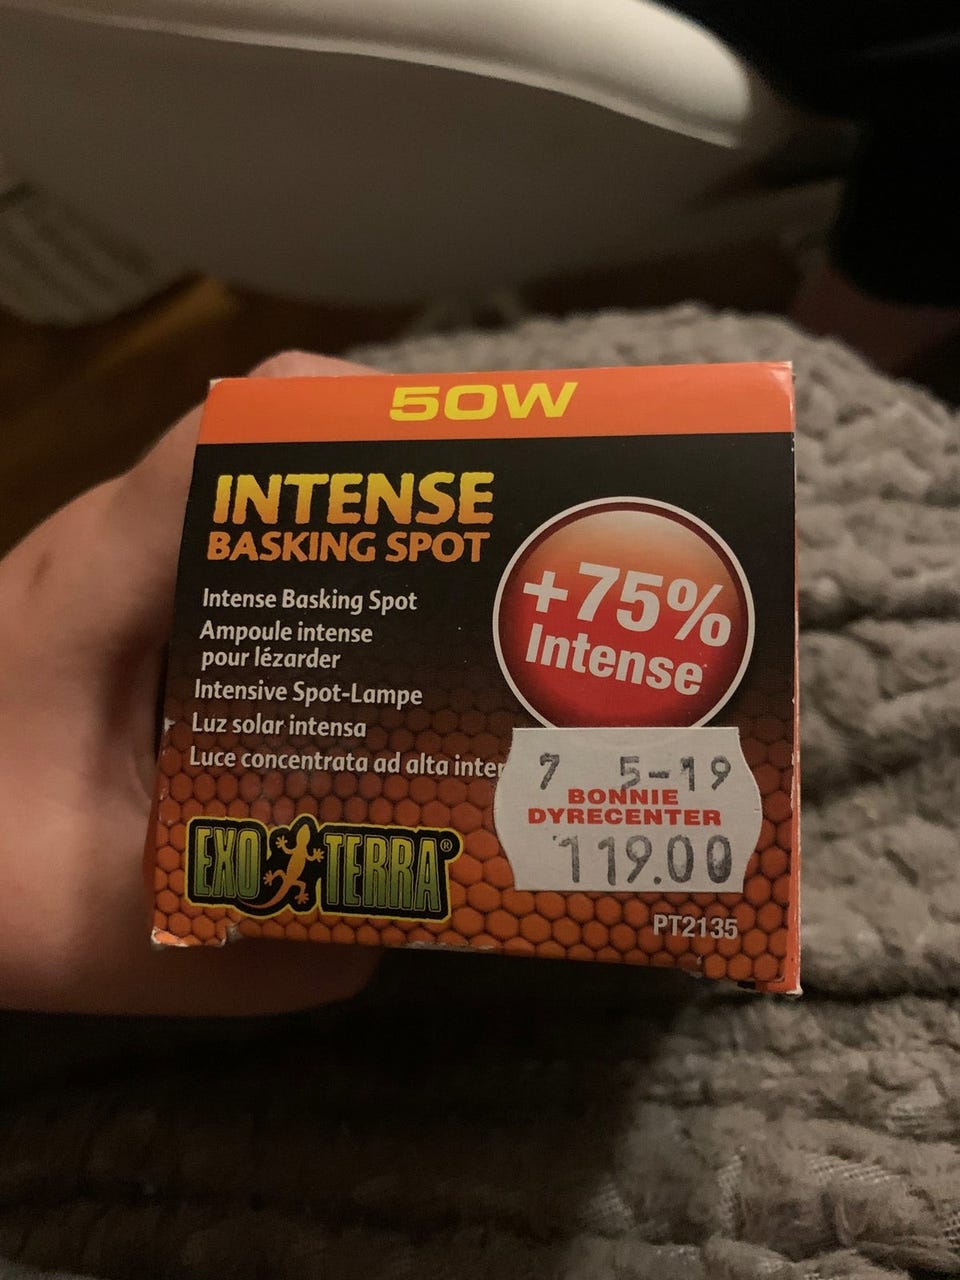 50W
INTENSE
BASKING SPOT
+75%
Intense
Intense Basking Spot
Ampoule intense
pour lézarder
Intensive Spot-Lampe
Luz solar intensa
Luce concentrata ad alta
7 5-19
BONNIE
DYRECENTER
119.00
EXO TERRA®
PT2135